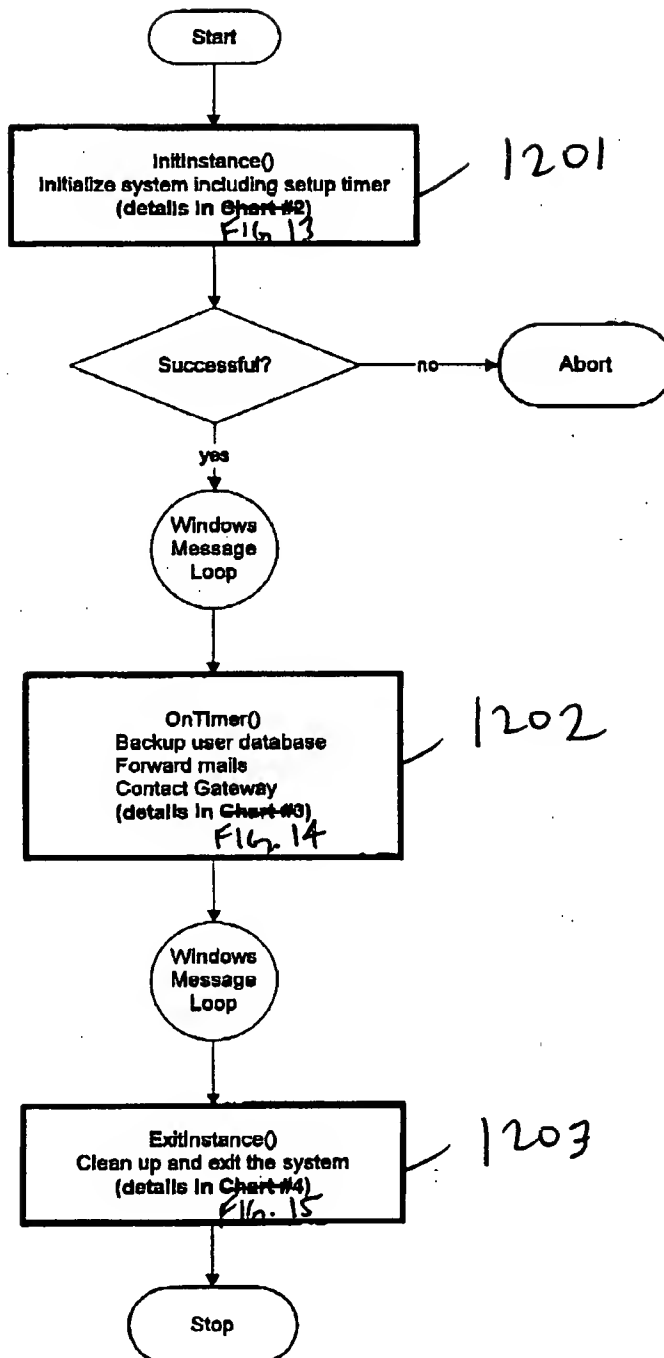 Start
InitInstance()
Initialize system including setup timer
(details in Chart #2)
FIG. 13
1201
Successful?
no
Abort
yes
Windows
Message
Loop
OnTimer()
Backup user database
Forward mails
Contact Gateway
(details in Chart #3)
FIG. 14
1202
Windows
Message
Loop
ExitInstance()
Clean up and exit the system
(details in Chart #4)
FIG. 15
1203
Stop